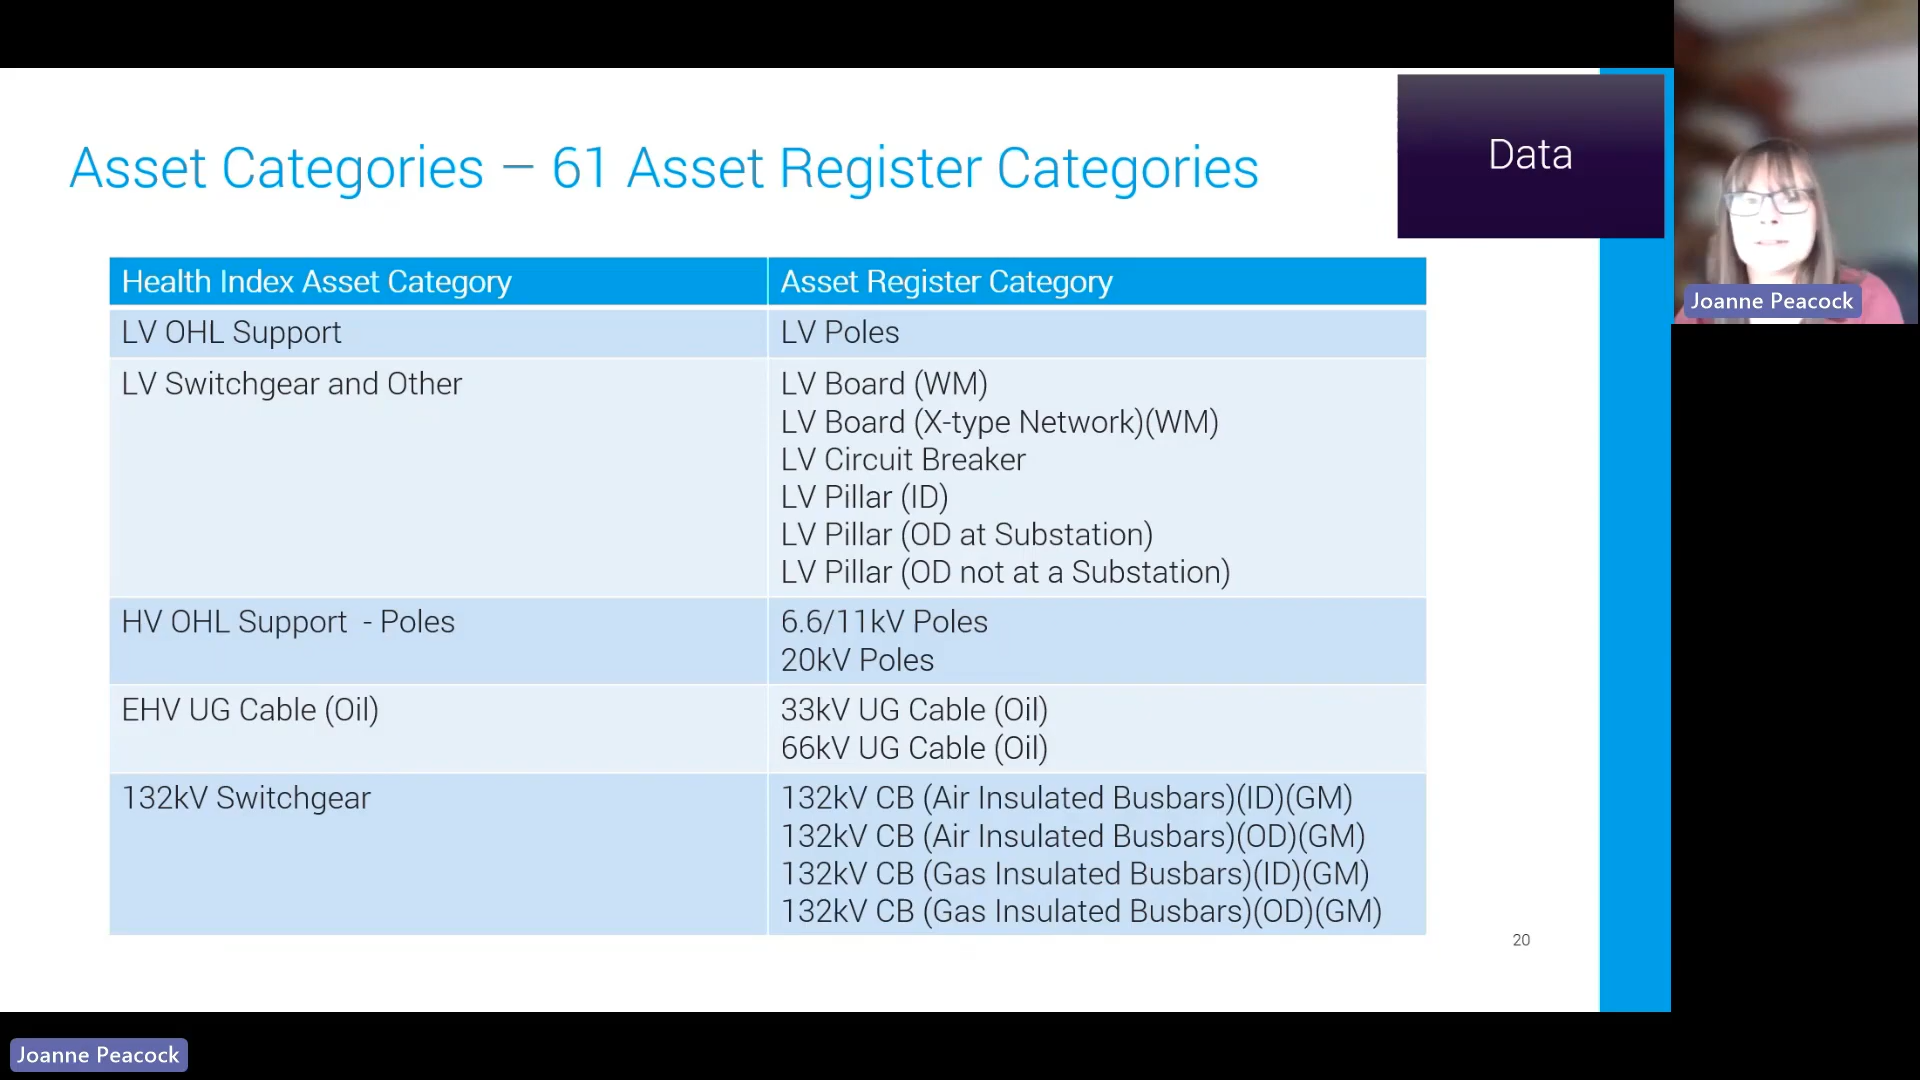 Asset Categories – 61 Asset Register Categories
Data
Joanne Peacock
Health Index Asset Category
Asset Register Category
LV OHL Support
LV Poles
LV Switchgear and Other
LV Board (WM)
LV Board (X-type Network)(WM)
LV Circuit Breaker
LV Pillar (ID)
LV Pillar (OD at Substation)
LV Pillar (OD not at a Substation)
HV OHL Support  - Poles
6.6/11kV Poles
20kV Poles
EHV UG Cable (Oil)
33kV UG Cable (Oil)
66kV UG Cable (Oil)
132kV Switchgear
132kV CB (Air Insulated Busbars)(ID)(GM)
132kV CB (Air Insulated Busbars)(OD)(GM)
132kV CB (Gas Insulated Busbars)(ID)(GM)
132kV CB (Gas Insulated Busbars)(OD)(GM)
20
Joanne Peacock